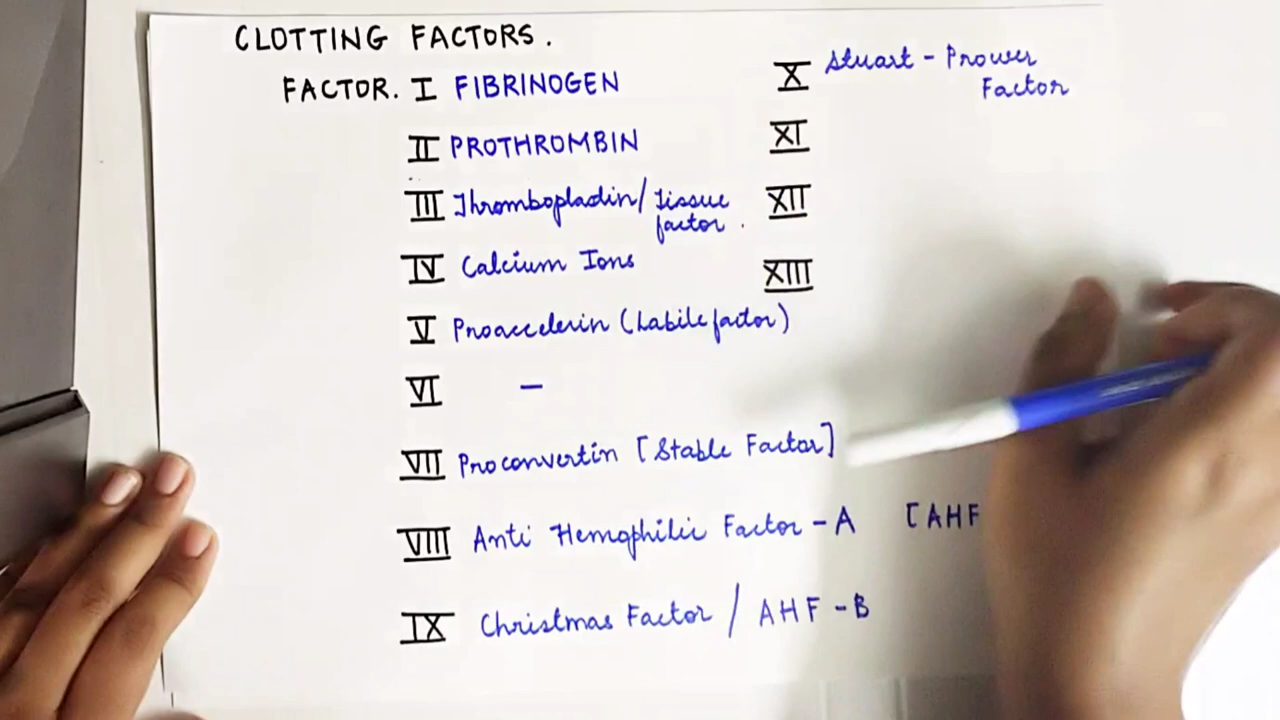 CLOTTING FACTORS.
FACTOR. I FIBRINOGEN
II PROTHROMBIN
III Thrombopladin/Tissue factor.
IV Calcium Ions
V Proaccelerin (Labile factor)
VI –
VII Proconvertin [Stable Factor]
VIII Anti Hemophilic Factor - A [AHF
IX Christmas Factor / AHF - B
X Stuart - Prower
Factor
XI
XII
XIII